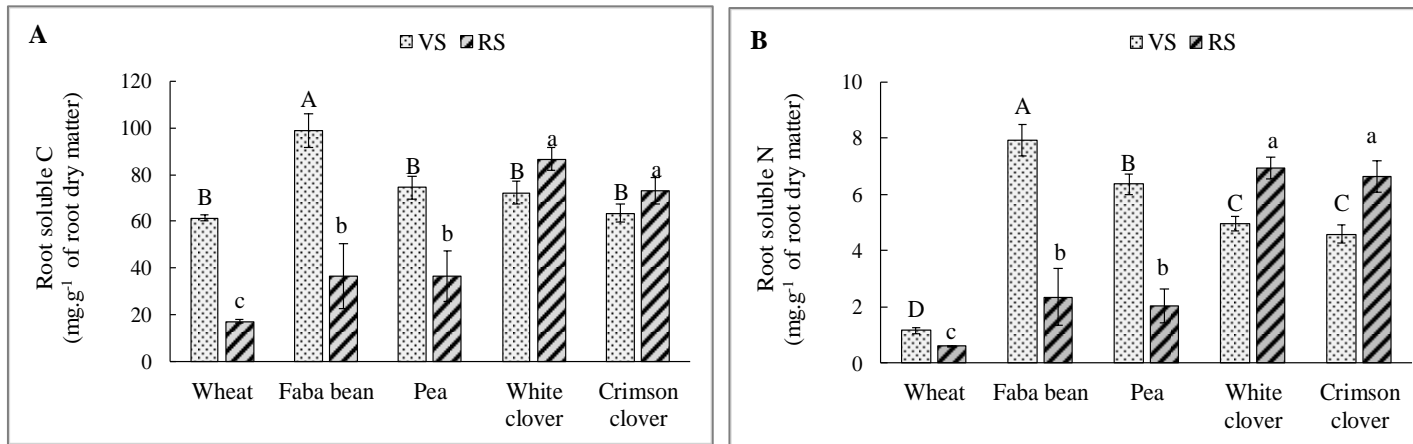 A
VS RS
Root soluble C
(mg.g⁻¹ of root dry matter)
120
100
80
60
40
20
0
B
c
A
b
B
b
B
a
B
a
Wheat
Faba bean
Pea
White
clover
Crimson
clover
B
VS RS
Root soluble N
(mg.g⁻¹ of root dry matter)
10
8
6
4
2
0
D
c
A
b
B
b
C
a
C
a
Wheat
Faba bean
Pea
White
clover
Crimson
clover